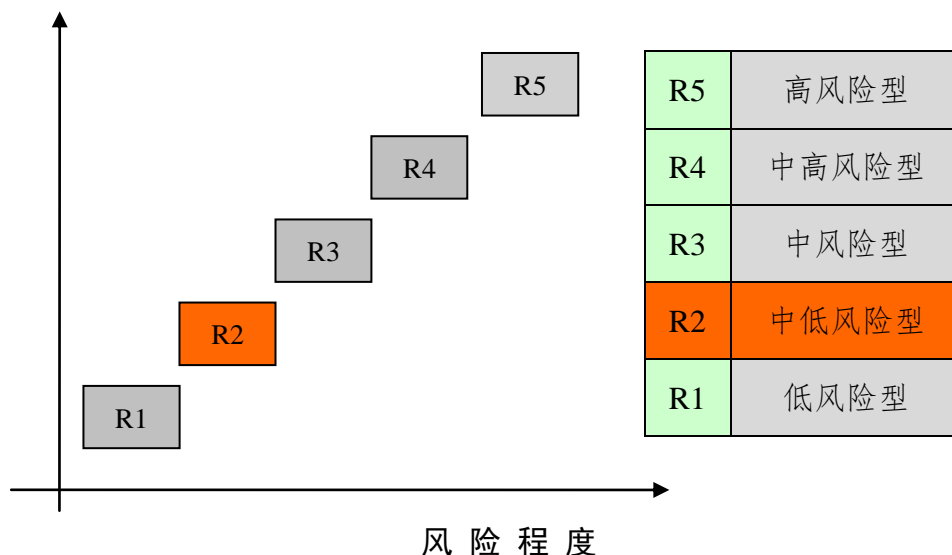 R5
R4
R3
R2
R1
R5 高风险型
R4 中高风险型
R3 中风险型
R2 中低风险型
R1 低风险型
风险程度